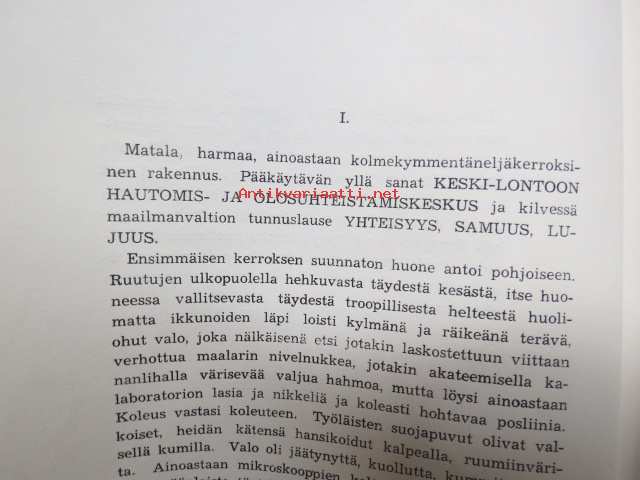 I.
Matala, harmaa, ainoastaan kolmekymmentäneljäkerroksi-
nen rakennus. Pääkäytävän yllä sanat KESKI-LONTOON
Antikvariaatti.net
HAUTOMIS- JA OLOSUHTEISTAMISKESKUS ja kilvessä
maailmanvaltion tunnuslause YHTEISYYS, SAMUUS, LU-
JUUS.
Ensimmäisen kerroksen suunnaton huone antoi pohjoiseen.
Ruutujen ulkopuolella hehkuvasta täydestä kesästä, itse huo-
neessa vallitsevasta täydestä troopillisesta helteestä huoli-
matta ikkunoiden läpi loisti kylmänä ja räikeänä terävä,
ohut valo, joka nälkäisenä etsi jotakin laskostettuun viittaan
verhottua maalarin nivelnukkea, jotakin akateemisella ka-
nanlihalla värisevää valjua hahmoa, mutta löysi ainoastaan
laboratorion lasia ja nikkeliä ja koleasti hohtavaa posliinia.
Koleus vastasi koleuteen. Työläisten suojapuvut olivat val-
koiset, heidän kätensä hansikoidut kalpealla, ruumiinväri-
sellä kumilla. Valo oli jäätynyttä, kuollutta,
ta. Ainoastaan mikroskooppien